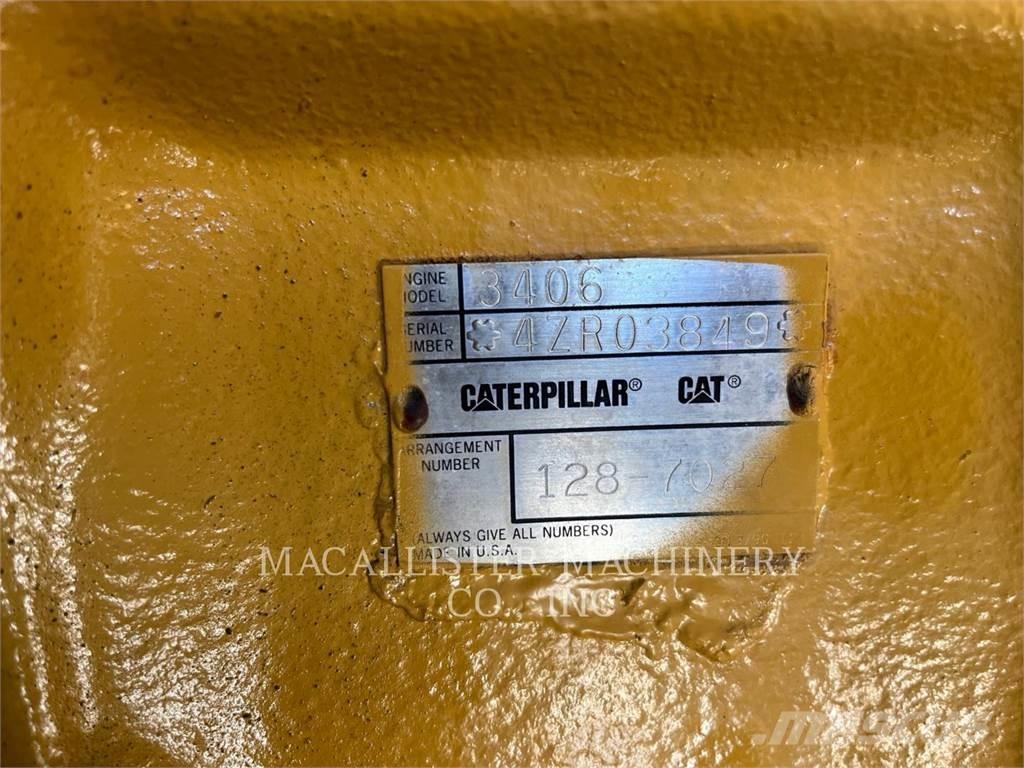 ENGINE MODEL 3406
SERIAL NUMBER *4ZR03849*
CATERPILLAR® CAT®
ARRANGEMENT NUMBER 128-7027
(ALWAYS GIVE ALL NUMBERS)
MADE IN U.S.A.
MACALLISTER MACHINERY
CO., INC